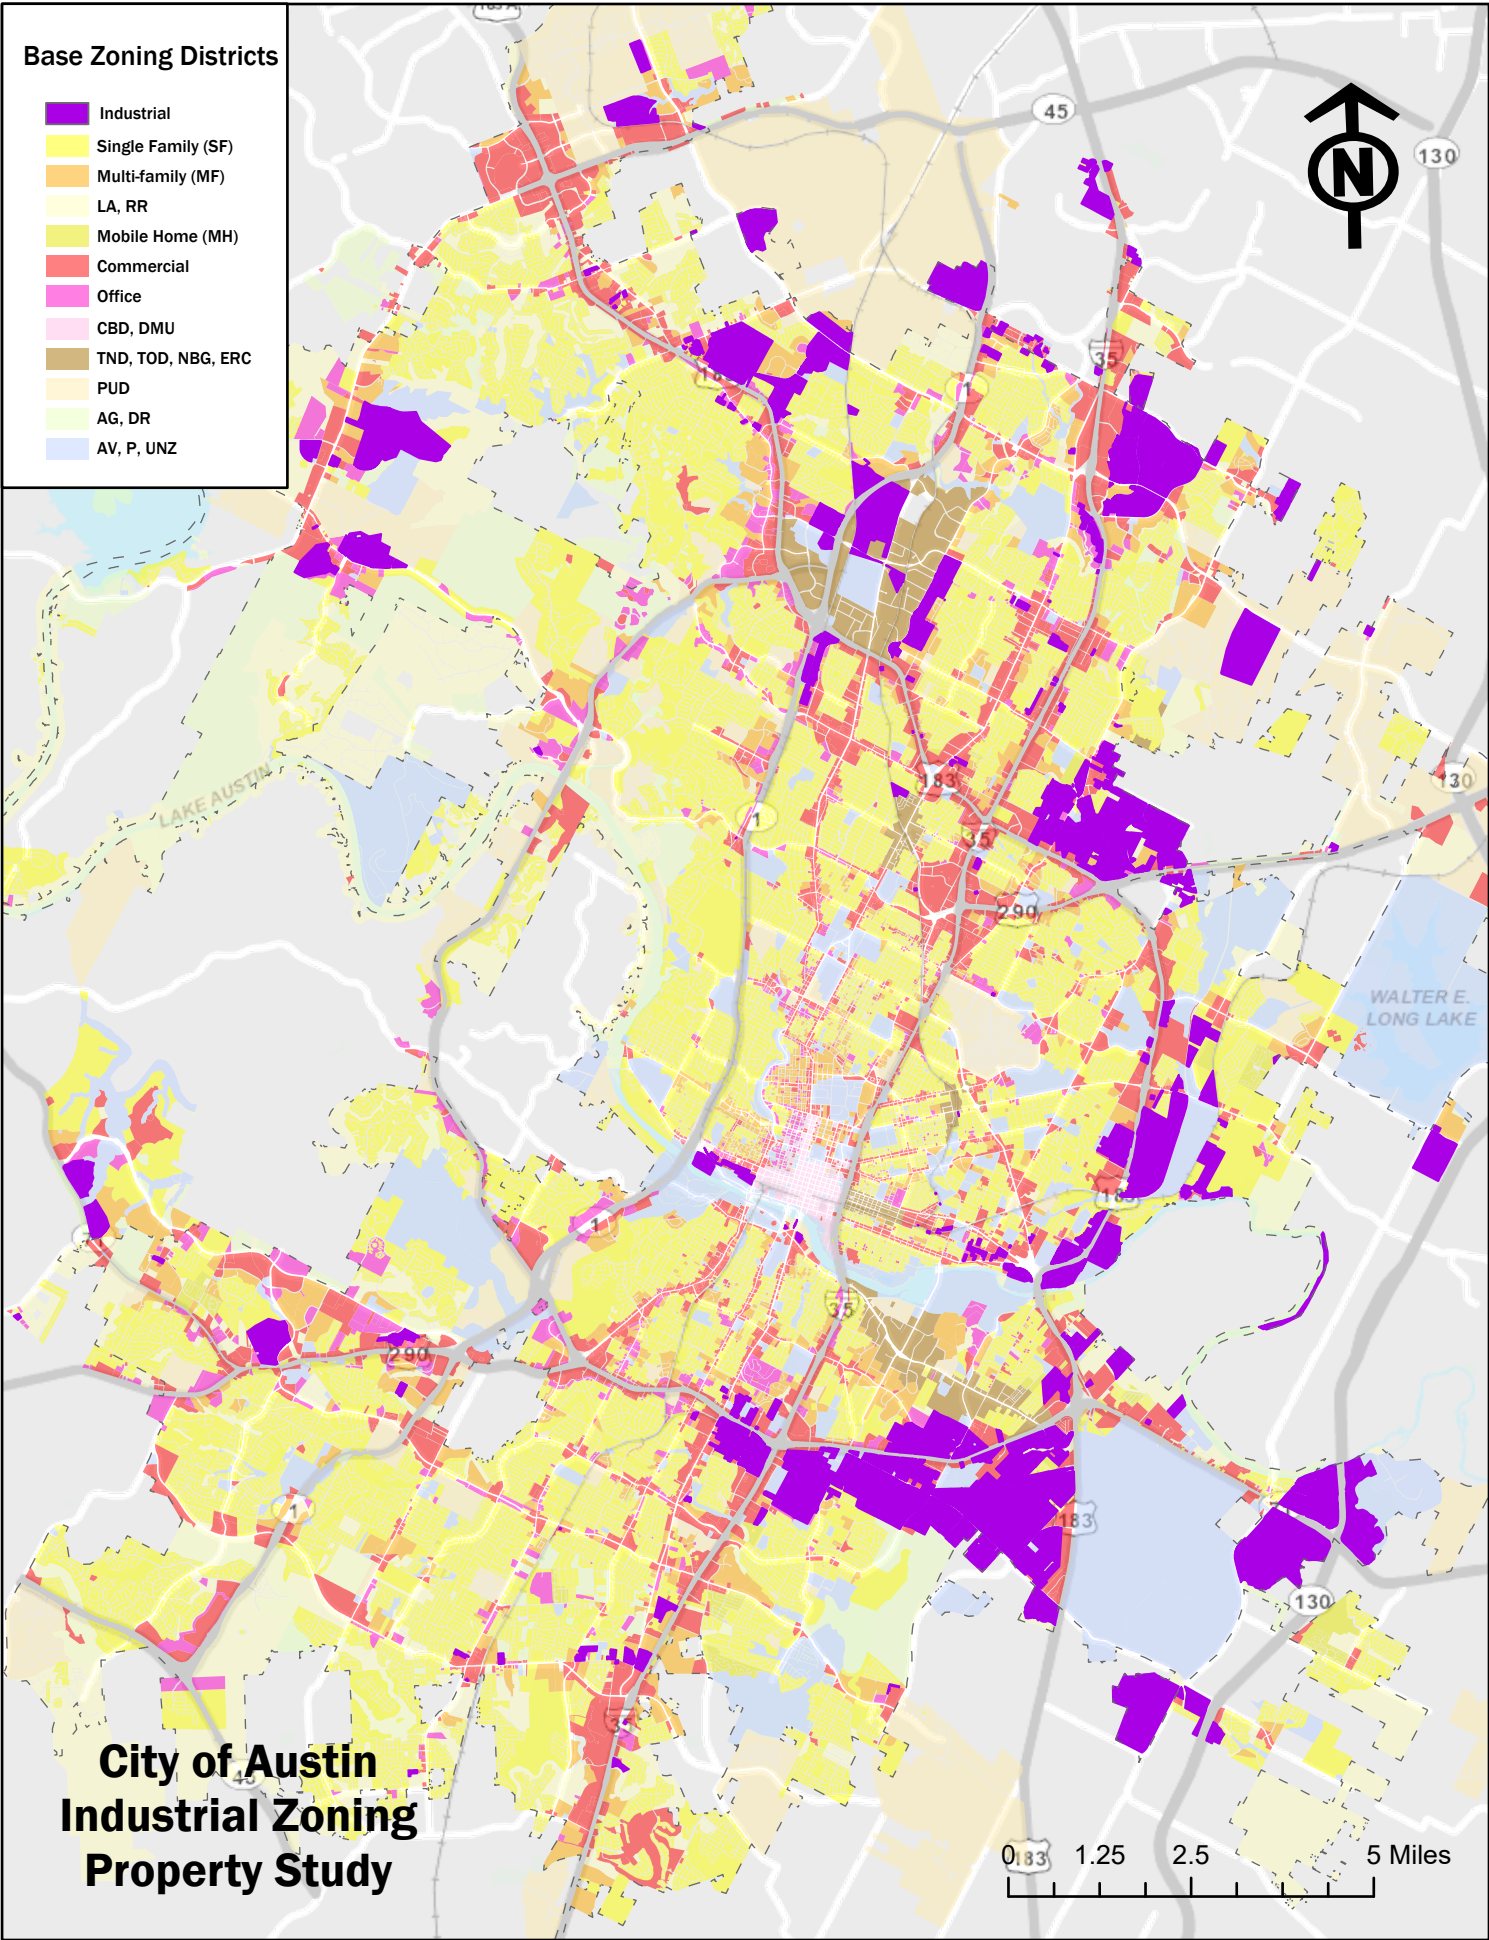 Base Zoning Districts
Industrial
Single Family (SF)
Multi-family (MF)
LA, RR
Mobile Home (MH)
Commercial
Office
CBD, DMU
TND, TOD, NBG, ERC
PUD
AG, DR
AV, P, UNZ
45
N
130
35
1
LAKE AUSTIN
183
130
1
35
290
WALTER E.
LONG LAKE
183
1
35
290
1
183
130
35
City of Austin
Industrial Zoning
Property Study
45
0
1.25
2.5
5 Miles
183